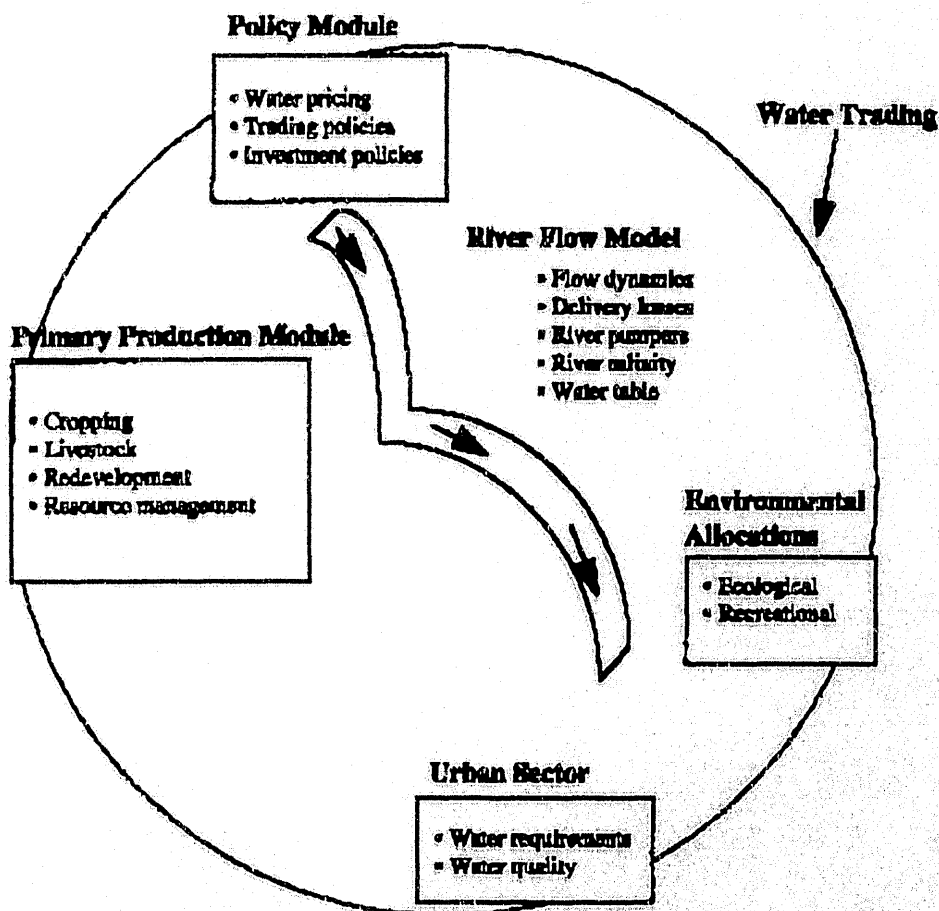 Policy Module
• Water pricing
• Trading policies
• Investment policies
Water Trading
River Flow Model
• Flow dynamics
• Delivery losses
• River pumpers
• River salinity
• Water table
Primary Production Module
• Cropping
• Livestock
• Redevelopment
• Resource management
Environmental
Allocations
• Ecological
• Recreational
Urban Sector
• Water requirements
• Water quality